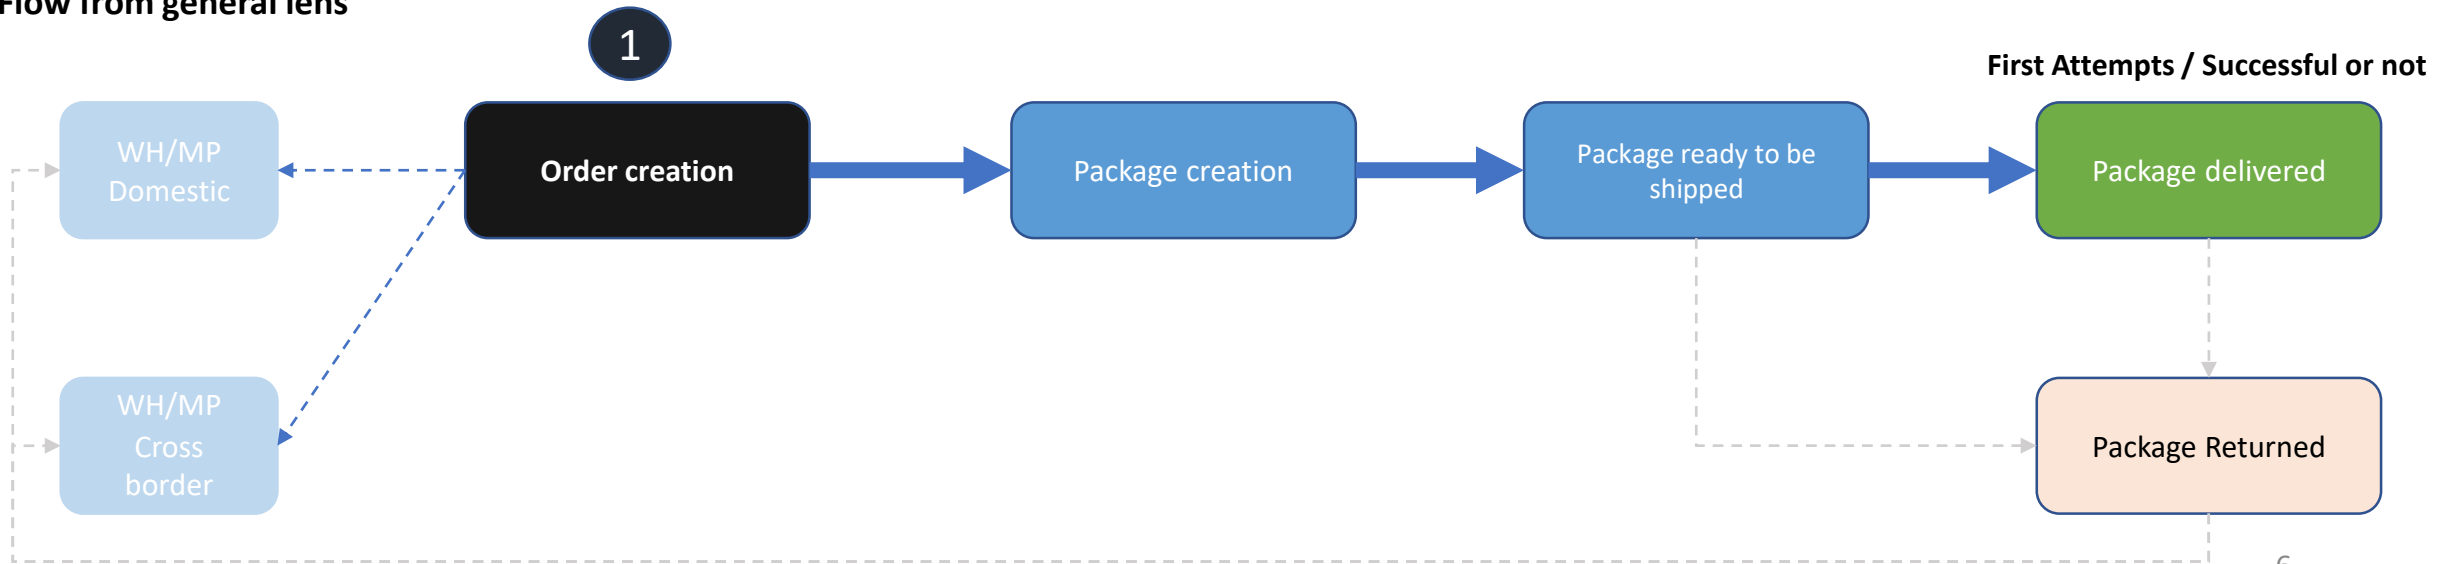 Flow from general lens
1
First Attempts / Successful or not
WH/MP
Domestic
Order creation
Package creation
Package ready to be
shipped
Package delivered
WH/MP
Cross
border
Package Returned
6